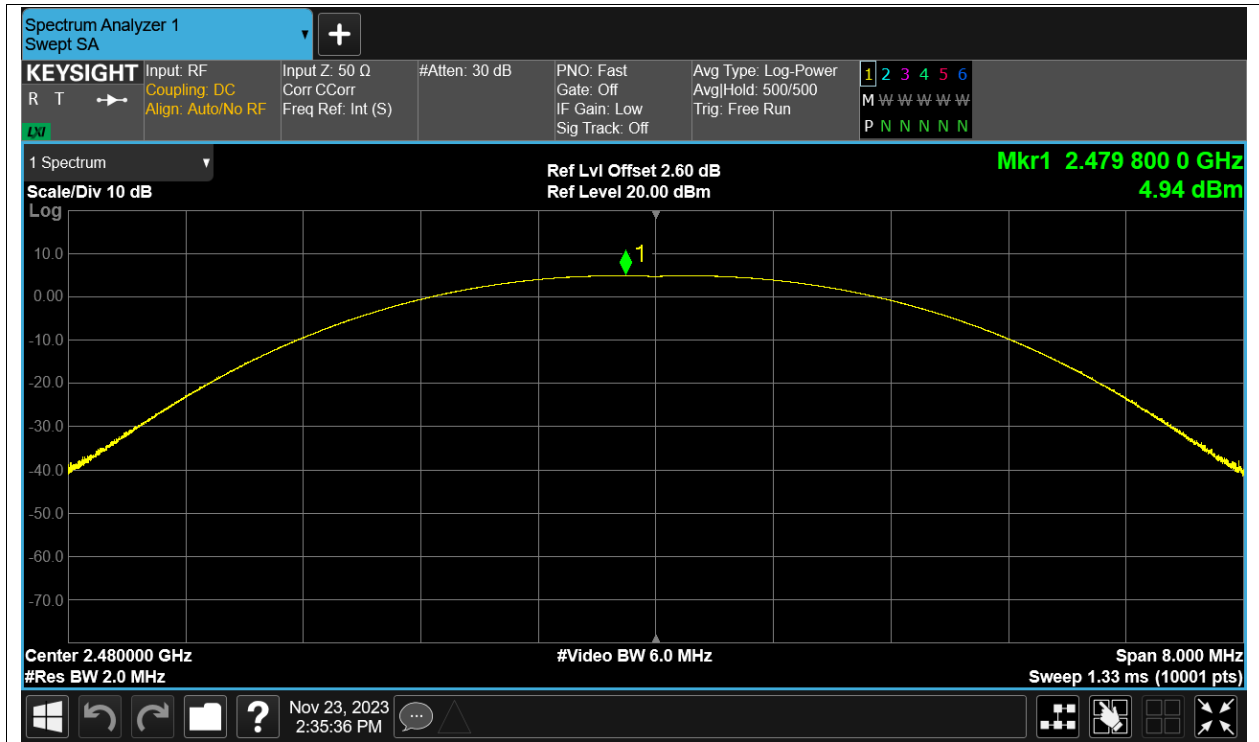 Spectrum Analyzer 1
Swept SA
KEYSIGHT
R T
LXI
Input: RF
Coupling: DC
Align: Auto/No RF
Input Z: 50 Ω
Corr CCorr
Freq Ref: Int (S)
#Atten: 30 dB
PNO: Fast
Gate: Off
IF Gain: Low
Sig Track: Off
Avg Type: Log-Power
Avg|Hold: 500/500
Trig: Free Run
1 2 3 4 5 6
M W W W W W W
P N N N N N N
1 Spectrum
Scale/Div 10 dB
Log
Ref Lvl Offset 2.60 dB
Ref Level 20.00 dBm
Mkr1 2.479 800 0 GHz
4.94 dBm
1
10.0
0.00
-10.0
-20.0
-30.0
-40.0
-50.0
-60.0
-70.0
Center 2.480000 GHz
#Res BW 2.0 MHz
#Video BW 6.0 MHz
Span 8.000 MHz
Sweep 1.33 ms (10001 pts)
?
Nov 23, 2023
2:35:36 PM